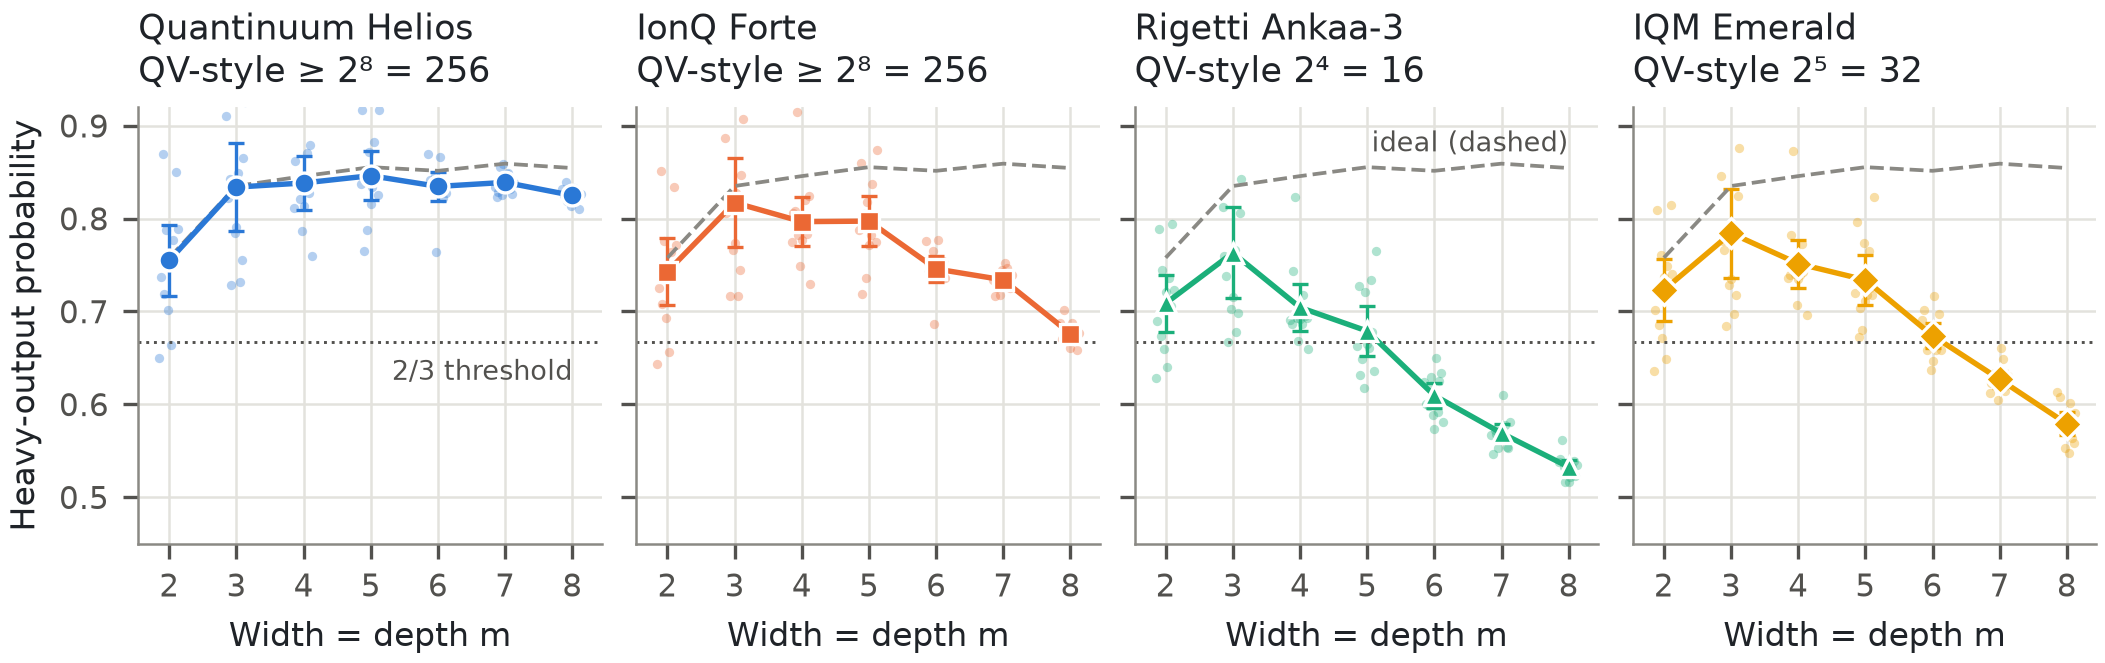 Quantinuum Helios
QV-style ≥ 2⁸ = 256
IonQ Forte
QV-style ≥ 2⁸ = 256
Rigetti Ankaa-3
QV-style 2⁴ = 16
IQM Emerald
QV-style 2⁵ = 32
Heavy-output probability
0.9
0.8
0.7
0.6
0.5
2/3 threshold
ideal (dashed)
2 3 4 5 6 7 8
2 3 4 5 6 7 8
2 3 4 5 6 7 8
2 3 4 5 6 7 8
Width = depth m
Width = depth m
Width = depth m
Width = depth m